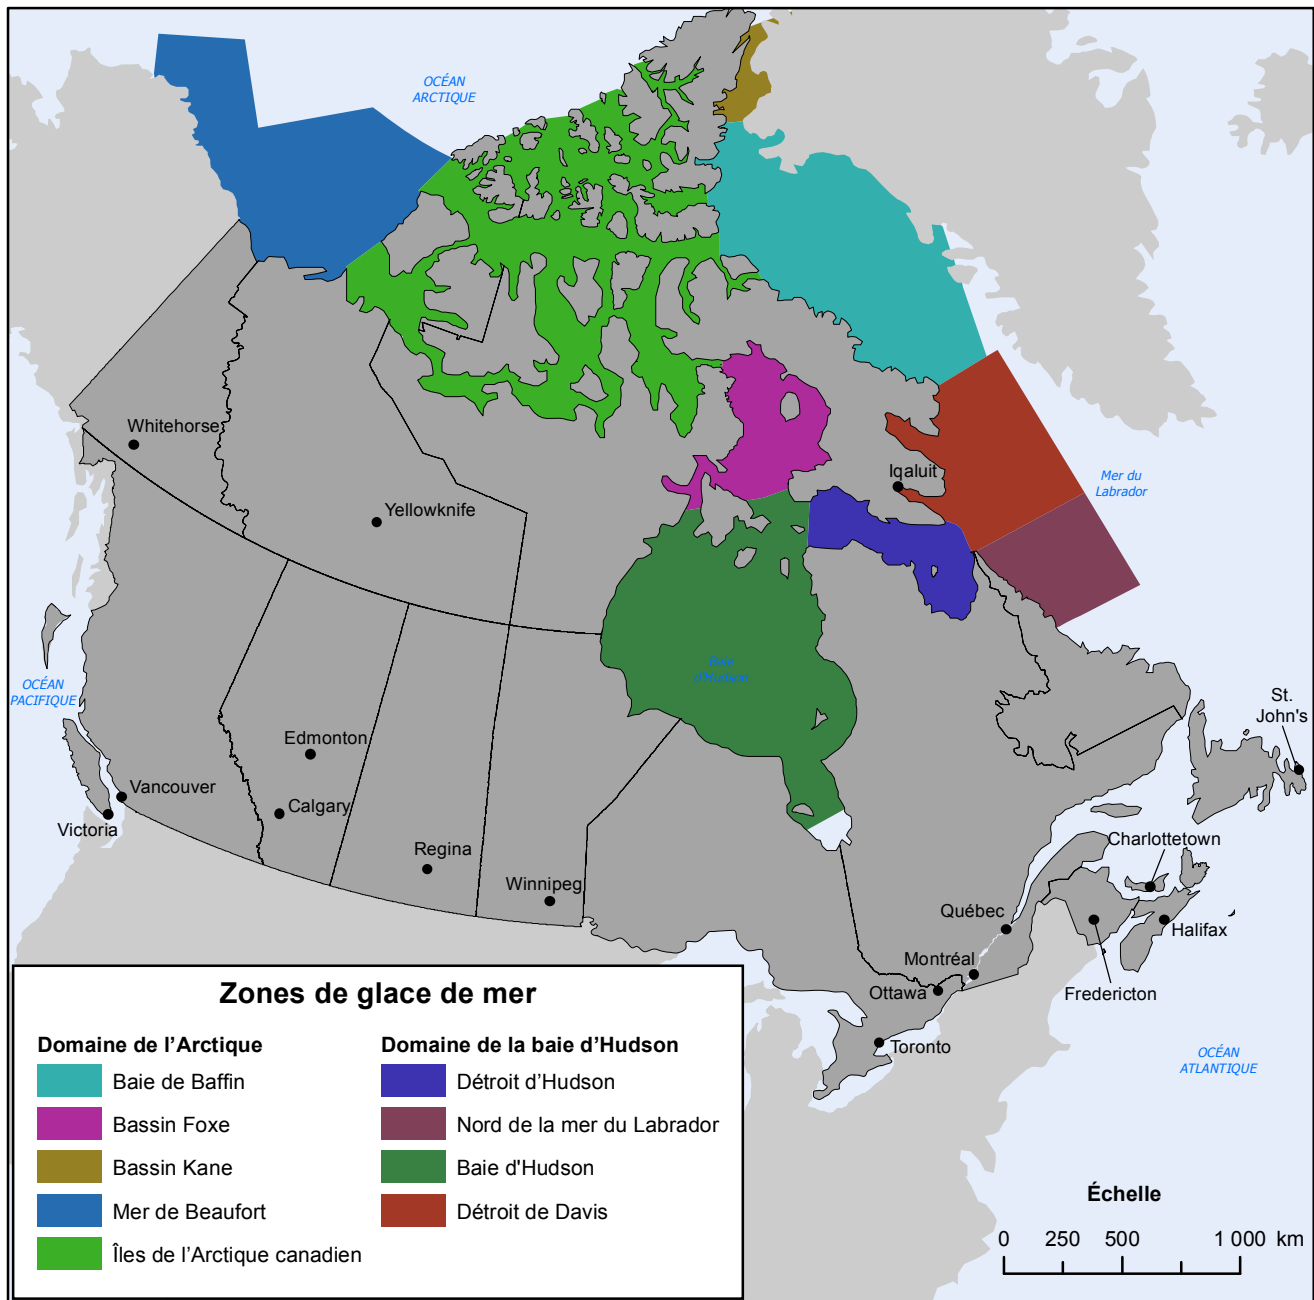 OCÉAN
ARCTIQUE
Whitehorse
Yellowknife
Iqaluit
Mer du
Labrador
OCÉAN
PACIFIQUE
Baie
d'Hudson
St.
John's
Edmonton
Vancouver
Calgary
Victoria
Regina
Winnipeg
Charlottetown
Québec
Halifax
Montréal
Ottawa
Fredericton
Toronto
OCÉAN
ATLANTIQUE
Zones de glace de mer
Domaine de l’Arctique
Baie de Baffin
Bassin Foxe
Bassin Kane
Mer de Beaufort
Îles de l’Arctique canadien
Domaine de la baie d’Hudson
Détroit d’Hudson
Nord de la mer du Labrador
Baie d'Hudson
Détroit de Davis
Échelle
0 250 500 1 000 km